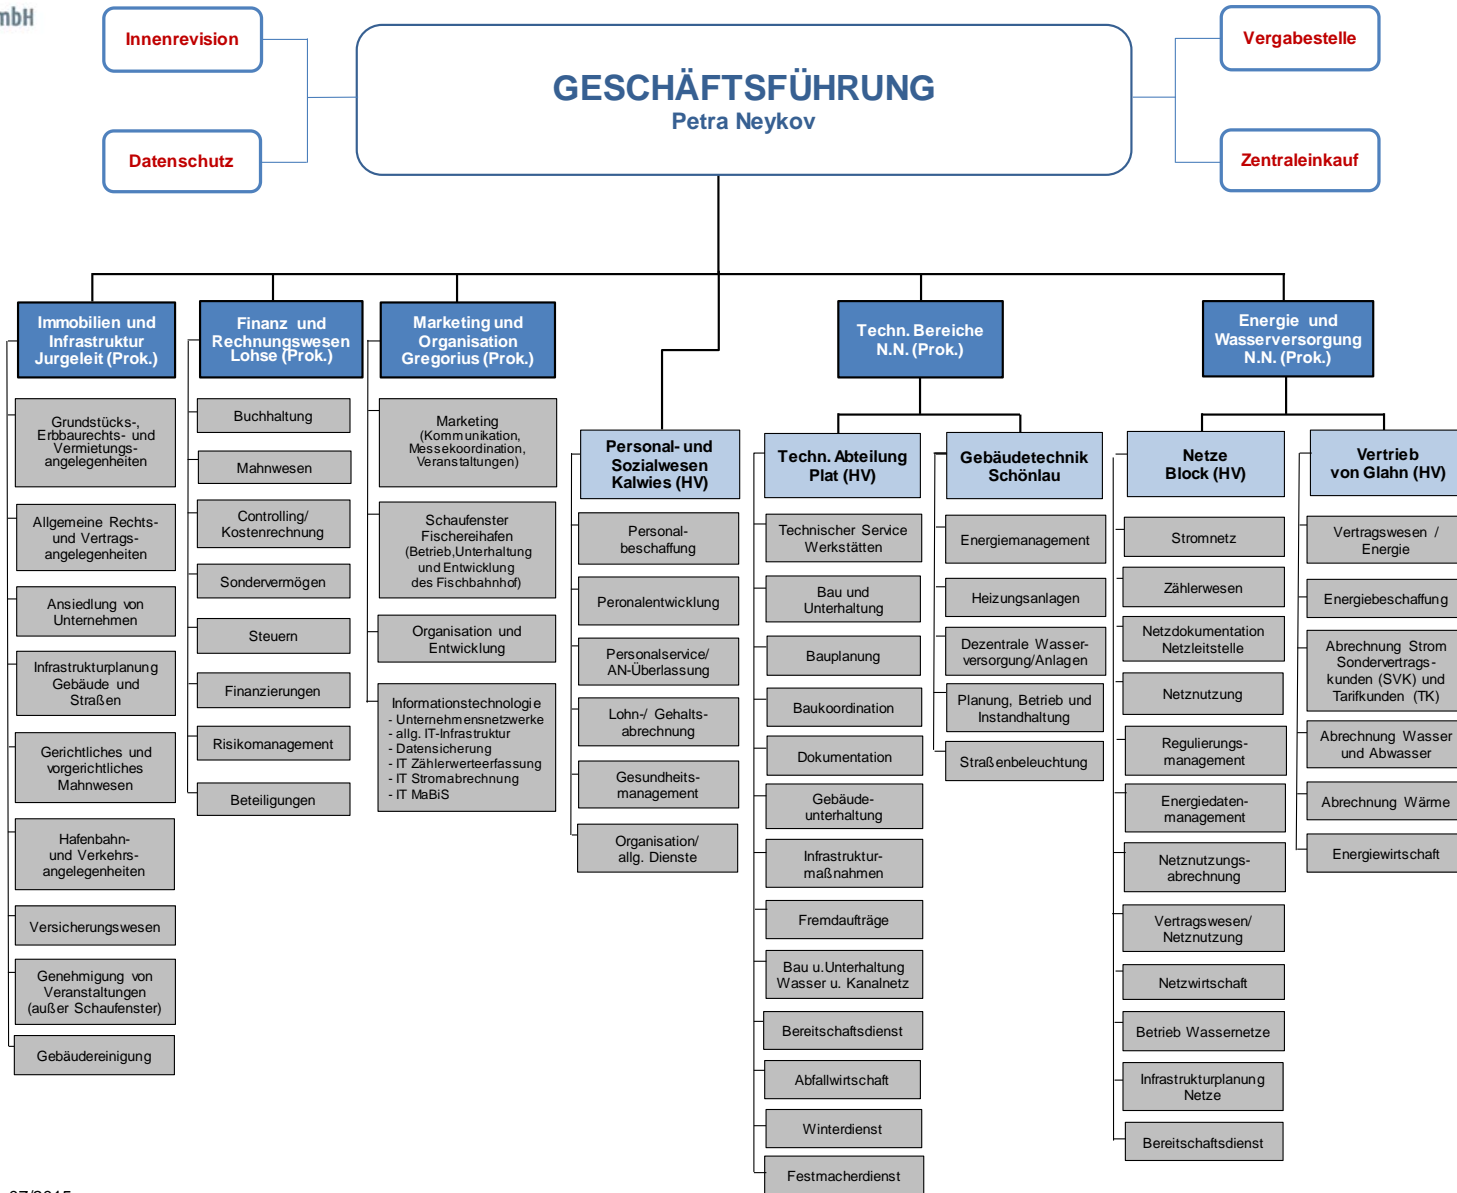 mbH
Innenrevision
Datenschutz
GESCHÄFTSFÜHRUNG
Petra Neykov
Vergabestelle
Zentraleinkauf
Immobilien und
Infrastruktur
Jurgeleit (Prok.)
Grundstücks-,
Erbbaurechts- und
Vermietungs-
angelegenheiten
Allgemeine Rechts-
und Vertrags-
angelegenheiten
Ansiedlung von
Unternehmen
Infrastrukturplanung
Gebäude und
Straßen
Gerichtliches und
vorgerichtliches
Mahnwesen
Hafenbahn-
und Verkehrs-
angelegenheiten
Versicherungswesen
Genehmigung von
Veranstaltungen
(außer Schaufenster)
Gebäudereinigung
Finanz und
Rechnungswesen
Lohse (Prok.)
Buchhaltung
Mahnwesen
Controlling/
Kostenrechnung
Sondervermögen
Steuern
Finanzierungen
Risikomanagement
Beteiligungen
Marketing und
Organisation
Gregorius (Prok.)
Marketing
(Kommunikation,
Messekoordination,
Veranstaltungen)
Schaufenster
Fischereihafen
(Betrieb,Unterhaltung
und Entwicklung
des Fischbahnhof)
Organisation und
Entwicklung
Informationstechnologie
- Unternehmensnetzwerke
- allg. IT-Infrastruktur
- Datensicherung
- IT Zählerwerteerfassung
- IT Stromabrechnung
- IT MaBiS
Personal- und
Sozialwesen
Kalwies (HV)
Personal-
beschaffung
Peronalentwicklung
Personalservice/
AN-Überlassung
Lohn-/ Gehalts-
abrechnung
Gesundheits-
management
Organisation/
allg. Dienste
Techn. Bereiche
N.N. (Prok.)
Techn. Abteilung
Plat (HV)
Technischer Service
Werkstätten
Bau und
Unterhaltung
Bauplanung
Baukoordination
Dokumentation
Gebäude-
unterhaltung
Infrastruktur-
maßnahmen
Fremdaufträge
Bau u.Unterhaltung
Wasser u. Kanalnetz
Bereitschaftsdienst
Abfallwirtschaft
Winterdienst
Festmacherdienst
Gebäudetechnik
Schönlau
Energiemanagement
Heizungsanlagen
Dezentrale Wasser-
versorgung/Anlagen
Planung, Betrieb und
Instandhaltung
Straßenbeleuchtung
Energie und
Wasserversorgung
N.N. (Prok.)
Netze
Block (HV)
Stromnetz
Zählerwesen
Netzdokumentation
Netzleitstelle
Netznutzung
Regulierungs-
management
Energiedaten-
management
Netznutzungs-
abrechnung
Vertragswesen/
Netznutzung
Netzwirtschaft
Betrieb Wassernetze
Infrastrukturplanung
Netze
Bereitschaftsdienst
Vertrieb
von Glahn (HV)
Vertragswesen /
Energie
Energiebeschaffung
Abrechnung Strom
Sondervertrags-
kunden (SVK) und
Tarifkunden (TK)
Abrechnung Wasser
und Abwasser
Abrechnung Wärme
Energiewirtschaft